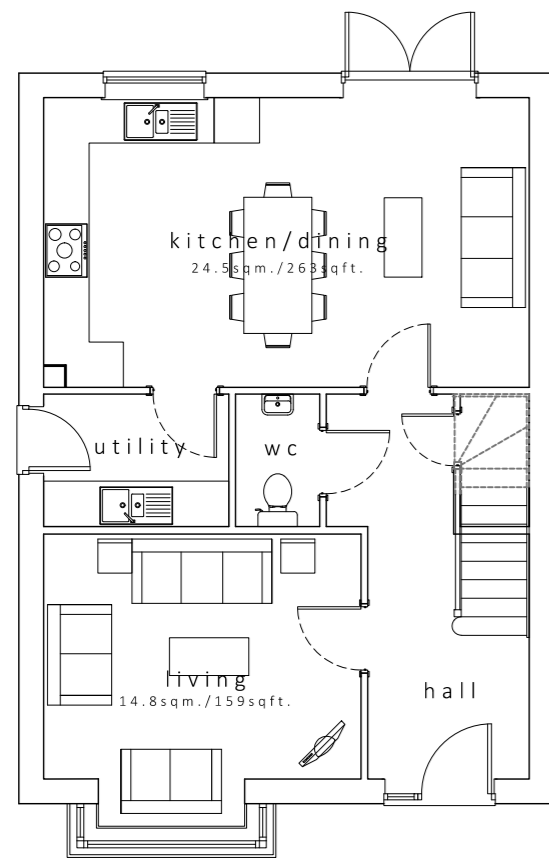 kitchen/dining
24.5sqm./263sqft.
utility
wc
living
14.8sqm./159sqft.
hall